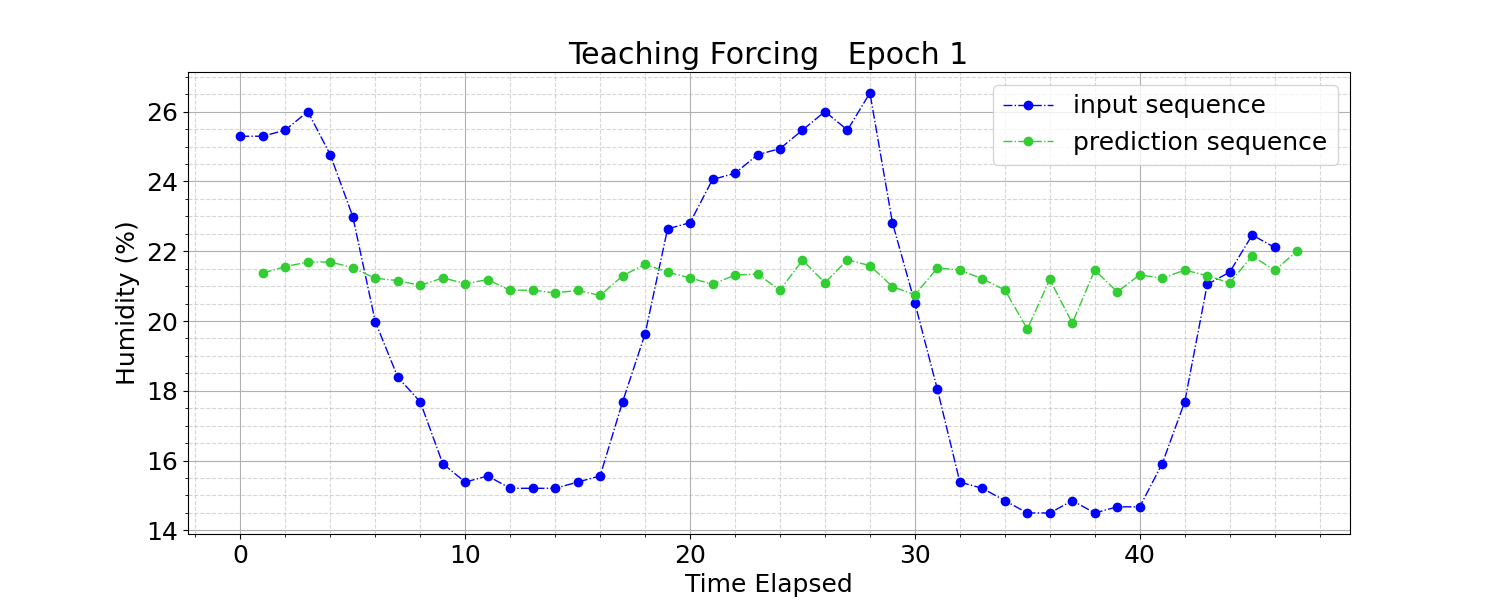 Teaching Forcing   Epoch 1
input sequence
prediction sequence
Humidity (%)
26
24
22
20
18
16
14
0 10 20 30 40
Time Elapsed